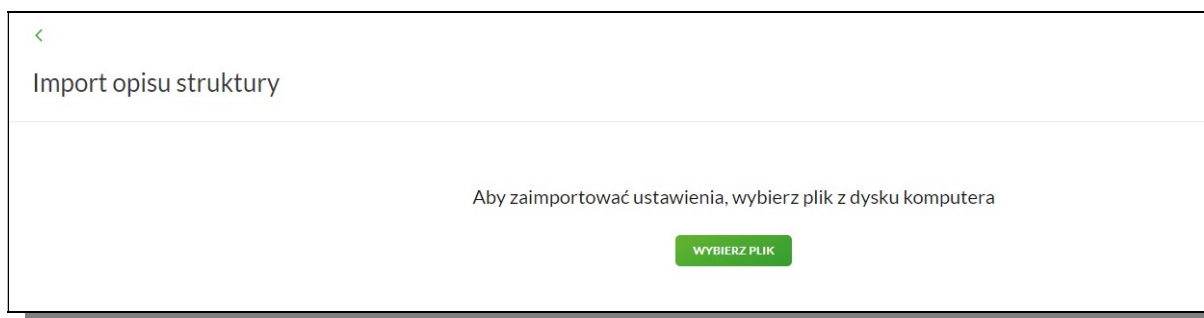 Import opisu struktury
Aby zaimportować ustawienia, wybierz plik z dysku komputera
WYBIERZ PLIK